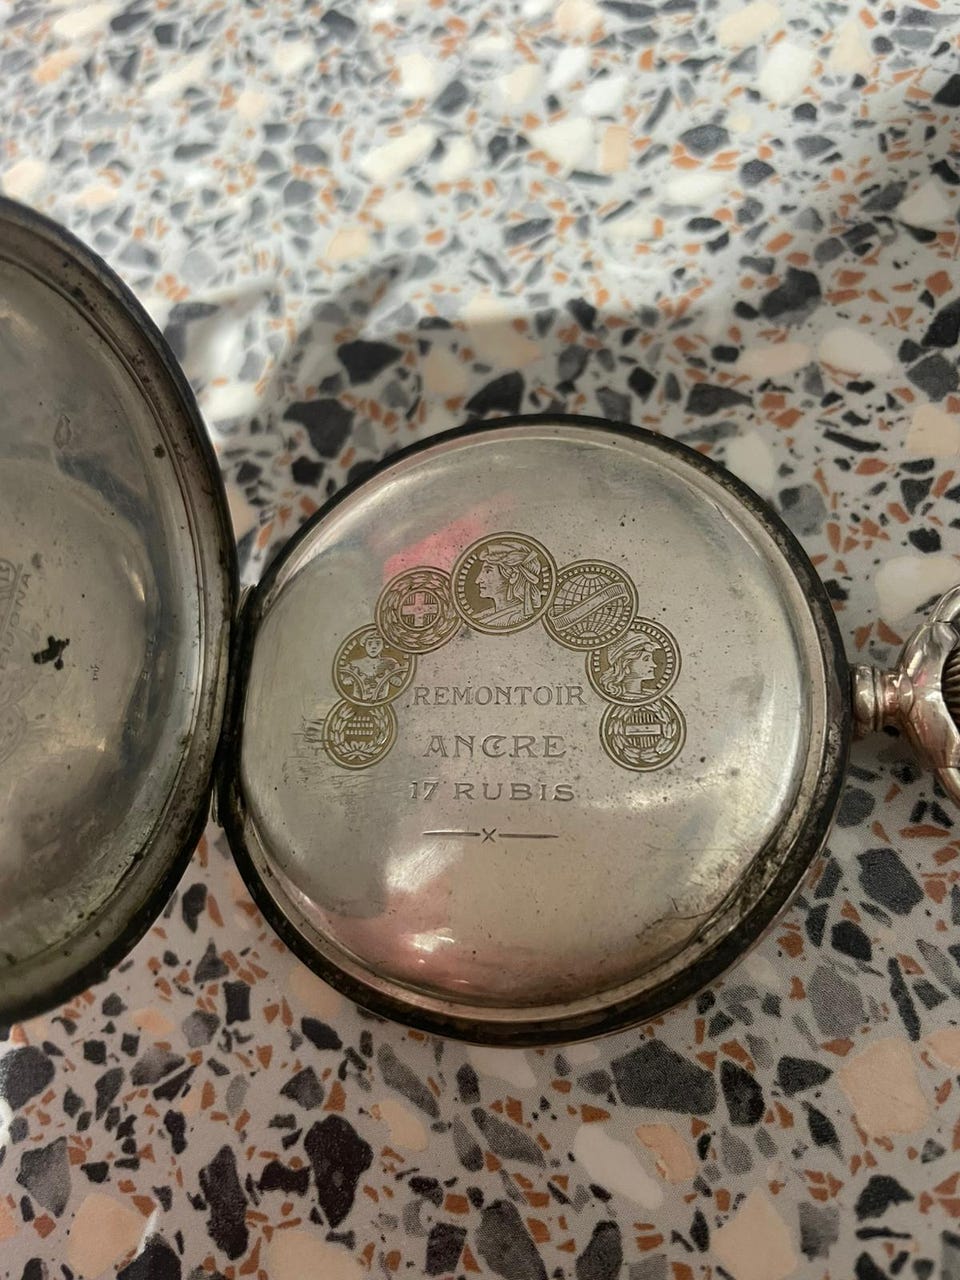 REMONTOIR
ANCRE
17 RUBIS